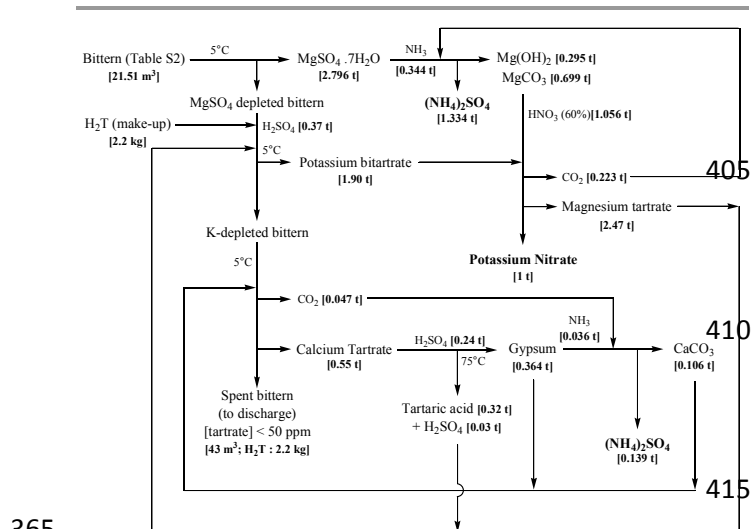 Bittern (Table S2)
[21.51 m³]
5°C
MgSO₄ .7H₂O
[2.796 t]
NH₃
[0.344 t]
Mg(OH)₂ [0.295 t]
MgCO₃ [0.699 t]
MgSO₄ depleted bittern
(NH₄)₂SO₄
[1.334 t]
H₂T (make-up)
[2.2 kg]
H₂SO₄ [0.37 t]
HNO₃ (60%)[1.056 t]
5°C
Potassium bitartrate
[1.90 t]
CO₂ [0.223 t]
405
Magnesium tartrate
[2.47 t]
K-depleted bittern
Potassium Nitrate
[1 t]
5°C
CO₂ [0.047 t]
NH₃
[0.036 t]
410
Calcium Tartrate
[0.55 t]
H₂SO₄ [0.24 t]
75°C
Gypsum
[0.364 t]
CaCO₃
[0.106 t]
Spent bittern
(to discharge)
[tartrate] < 50 ppm
[43 m³; H₂T : 2.2 kg]
Tartaric acid [0.32 t]
+ H₂SO₄ [0.03 t]
(NH₄)₂SO₄
[0.139 t]
415
365